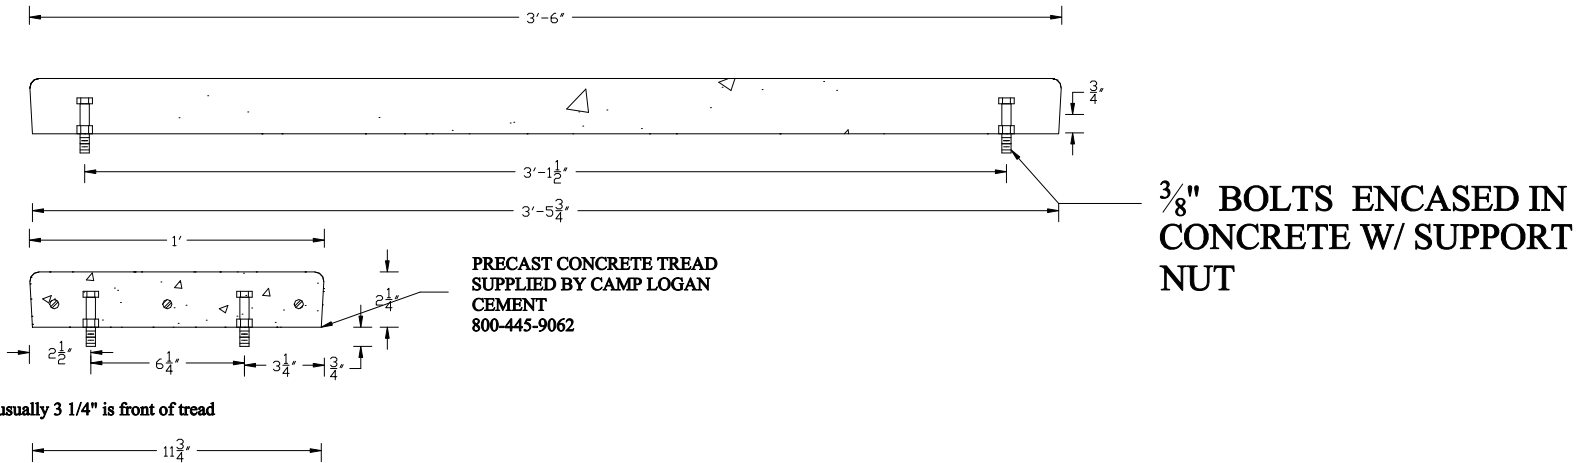 3'-6"
3/4"
3'-1 1/2"
3'-5 3/4"
3/8" BOLTS ENCASED IN
CONCRETE W/ SUPPORT
NUT
1'
PRECAST CONCRETE TREAD
SUPPLIED BY CAMP LOGAN
CEMENT
800-445-9062
2 1/4"
2 1/2"
6 1/4"
3 1/4"
3/4"
usually 3 1/4" is front of tread
11 3/4"